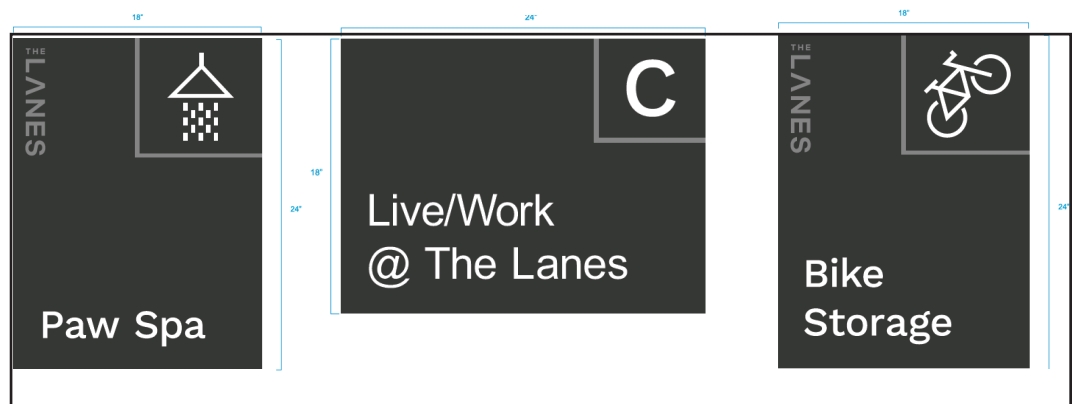 18"
THE
LANES
24"
Paw Spa
24"
C
18"
Live/Work
@ The Lanes
18"
THE
LANES
24"
Bike
Storage